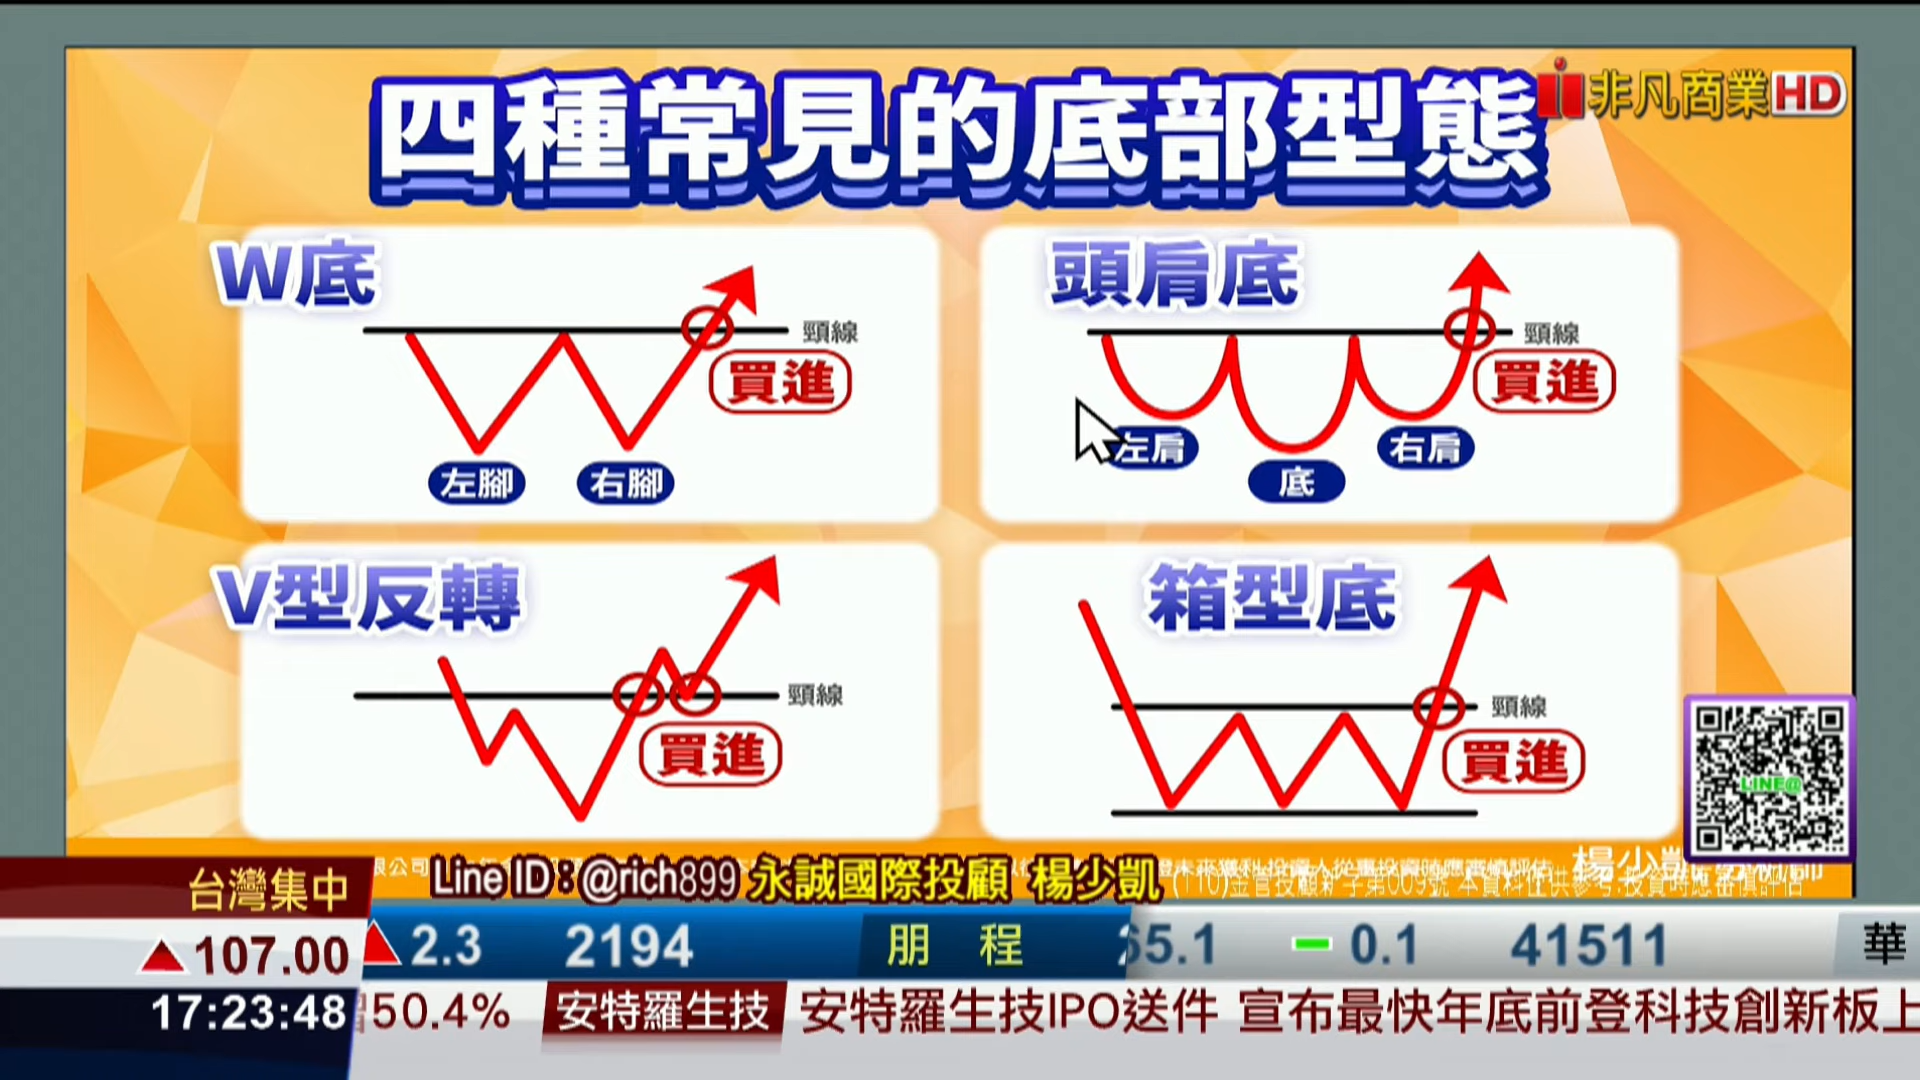 四種常見的底部型態
非凡商業HD
W底
頸線
買進
左腳
右腳
頭肩底
頸線
買進
左肩
底
右肩
V型反轉
頸線
買進
箱型底
頸線
買進
LINE@
台灣集中
Line ID:@rich899 永誠國際投顧 楊少凱
107.00
2.3 2194 朋程 65.1 0.1 41511 華
17:23:48
50.4% 安特羅生技 安特羅生技IPO送件 宣布最快年底前登科技創新板上